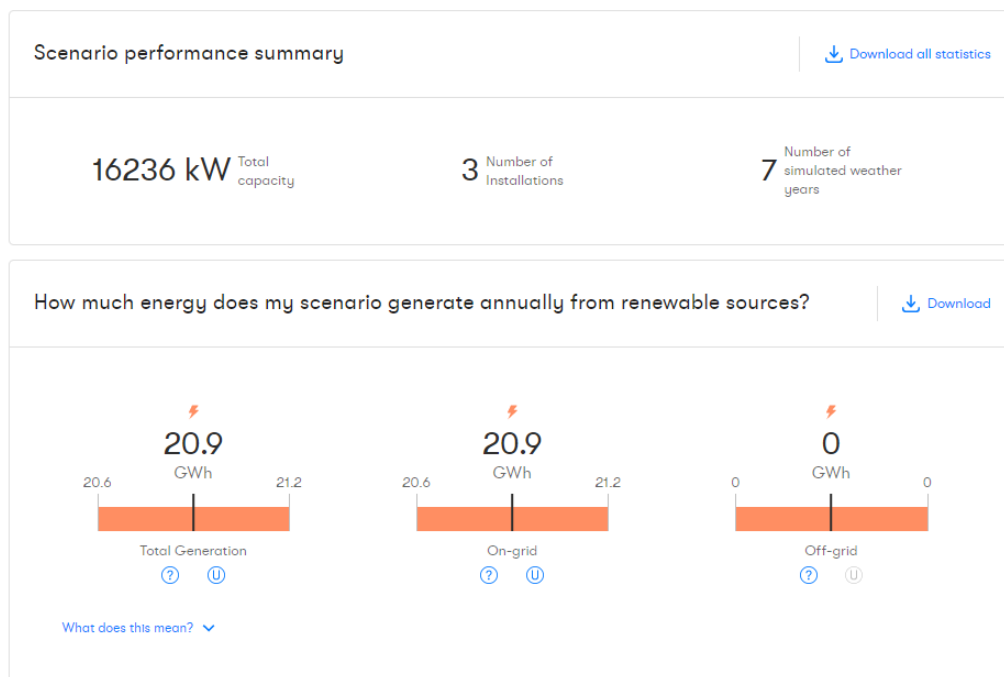 Scenario performance summary
Download all statistics
16236 kW Total capacity
3 Number of Installations
7 Number of simulated weather years
How much energy does my scenario generate annually from renewable sources?
Download
20.9
GWh
20.6 21.2
Total Generation
? U
20.9
GWh
20.6 21.2
On-grid
? U
0
GWh
0 0
Off-grid
? U
What does this mean?